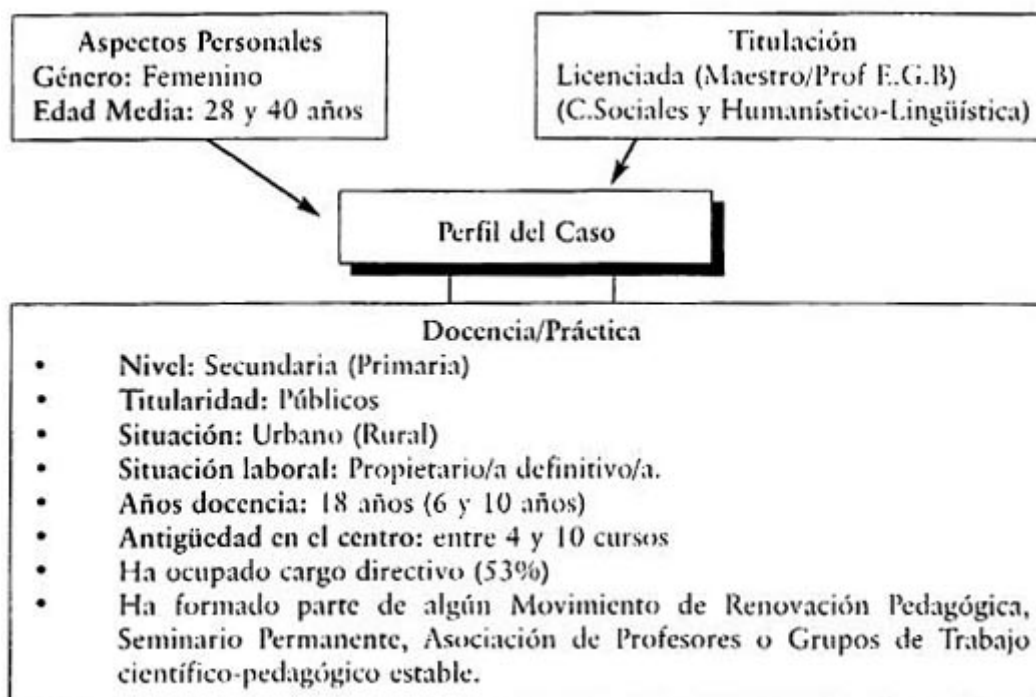 Aspectos Personales
Género: Femenino
Edad Media: 28 y 40 años
Titulación
Licenciada (Maestro/Prof E.G.B)
(C.Sociales y Humanístico-Lingüística)
Perfil del Caso
Docencia/Práctica
• Nivel: Secundaria (Primaria)
• Titularidad: Públicos
• Situación: Urbano (Rural)
• Situación laboral: Propietario/a definitivo/a.
• Años docencia: 18 años (6 y 10 años)
• Antigüedad en el centro: entre 4 y 10 cursos
• Ha ocupado cargo directivo (53%)
• Ha formado parte de algún Movimiento de Renovación Pedagógica,
Seminario Permanente, Asociación de Profesores o Grupos de Trabajo
científico-pedagógico estable.